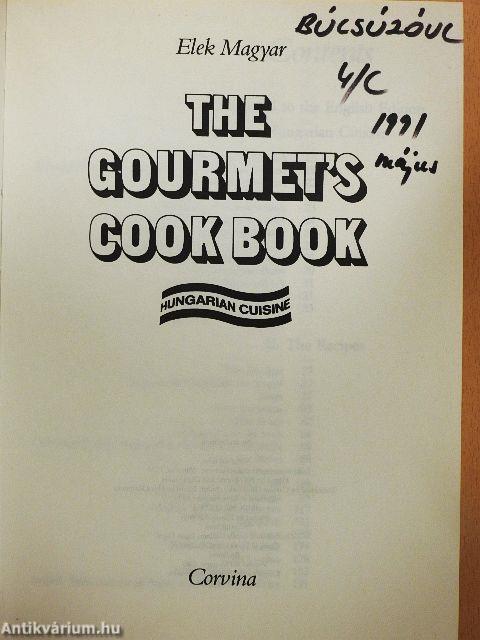 BÚCSÚZÓUL
4/C
1991
május
Elek Magyar
THE
GOURMET'S
COOK BOOK
HUNGARIAN CUISINE
Corvina
Antikvárium.hu